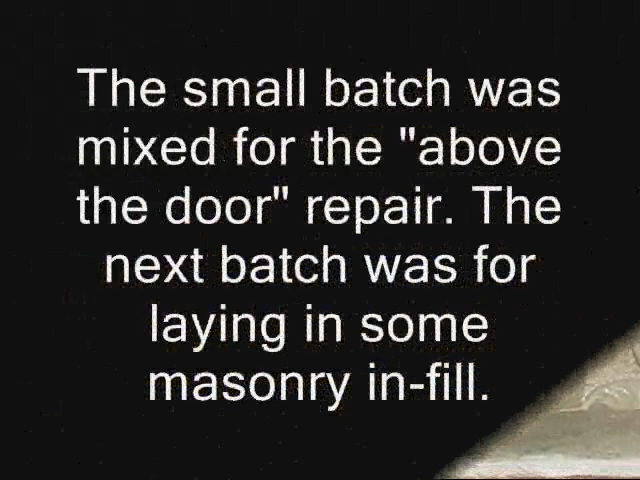 The small batch was
mixed for the "above
the door" repair. The
next batch was for
laying in some
masonry in-fill.